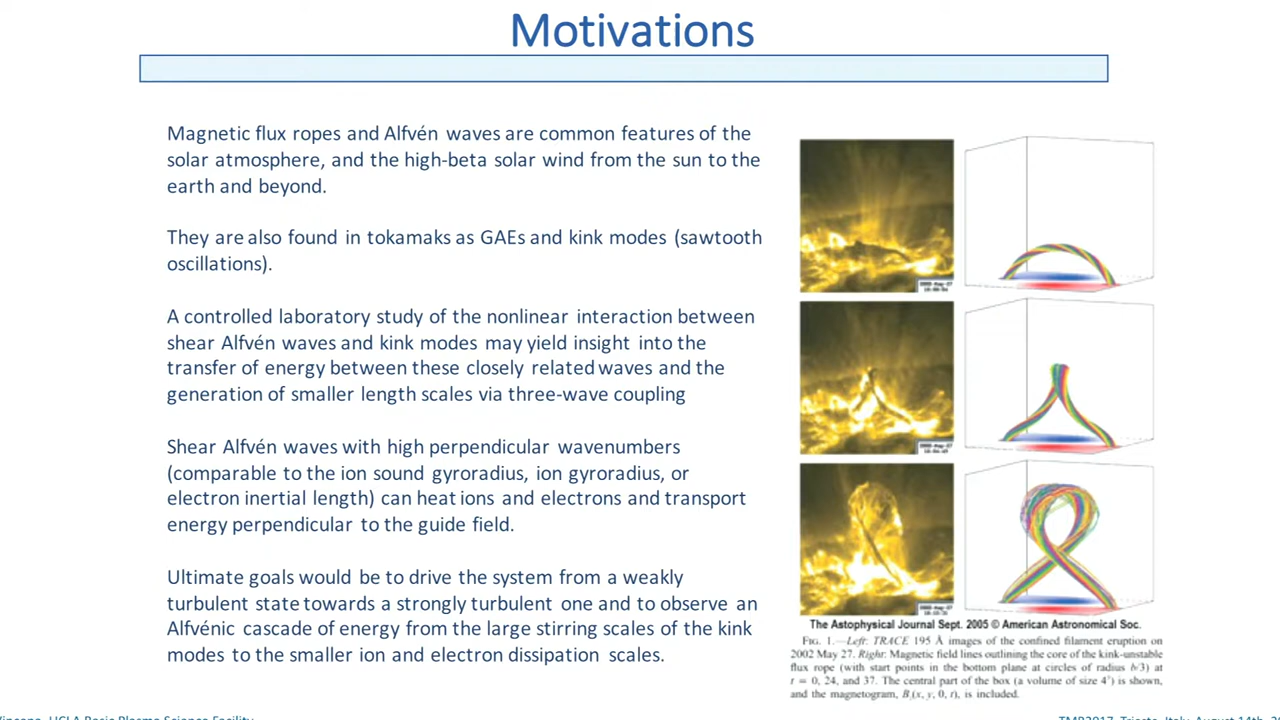 Motivations
Magnetic flux ropes and Alfvén waves are common features of the
solar atmosphere, and the high-beta solar wind from the sun to the
earth and beyond.
They are also found in tokamaks as GAEs and kink modes (sawtooth
oscillations).
A controlled laboratory study of the nonlinear interaction between
shear Alfvén waves and kink modes may yield insight into the
transfer of energy between these closely related waves and the
generation of smaller length scales via three-wave coupling
Shear Alfvén waves with high perpendicular wavenumbers
(comparable to the ion sound gyroradius, ion gyroradius, or
electron inertial length) can heat ions and electrons and transport
energy perpendicular to the guide field.
Ultimate goals would be to drive the system from a weakly
turbulent state towards a strongly turbulent one and to observe an
Alfvénic cascade of energy from the large stirring scales of the kink
modes to the smaller ion and electron dissipation scales.
The Astophysical Journal Sept. 2005 © American Astronomical Soc.
FIG. 1.—Left: TRACE 195 Å images of the confined filament eruption on
2002 May 27. Right: Magnetic field lines outlining the core of the kink-unstable
flux rope (with start points in the bottom plane at circles of radius b/3) at
t = 0, 24, and 37. The central part of the box (a volume of size 4³) is shown,
and the magnetogram, B (x, y, 0, t), is included.
UCLA Basic Plasma Science Facility
TMB2017, Trieste, Italy, August 14th,